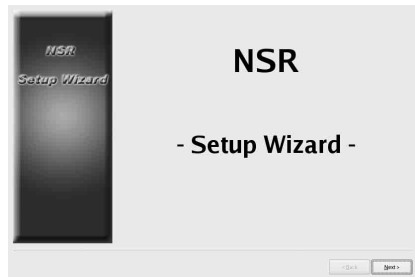 NSR
Setup Wizard
NSR
- Setup Wizard -
< Back
Next >